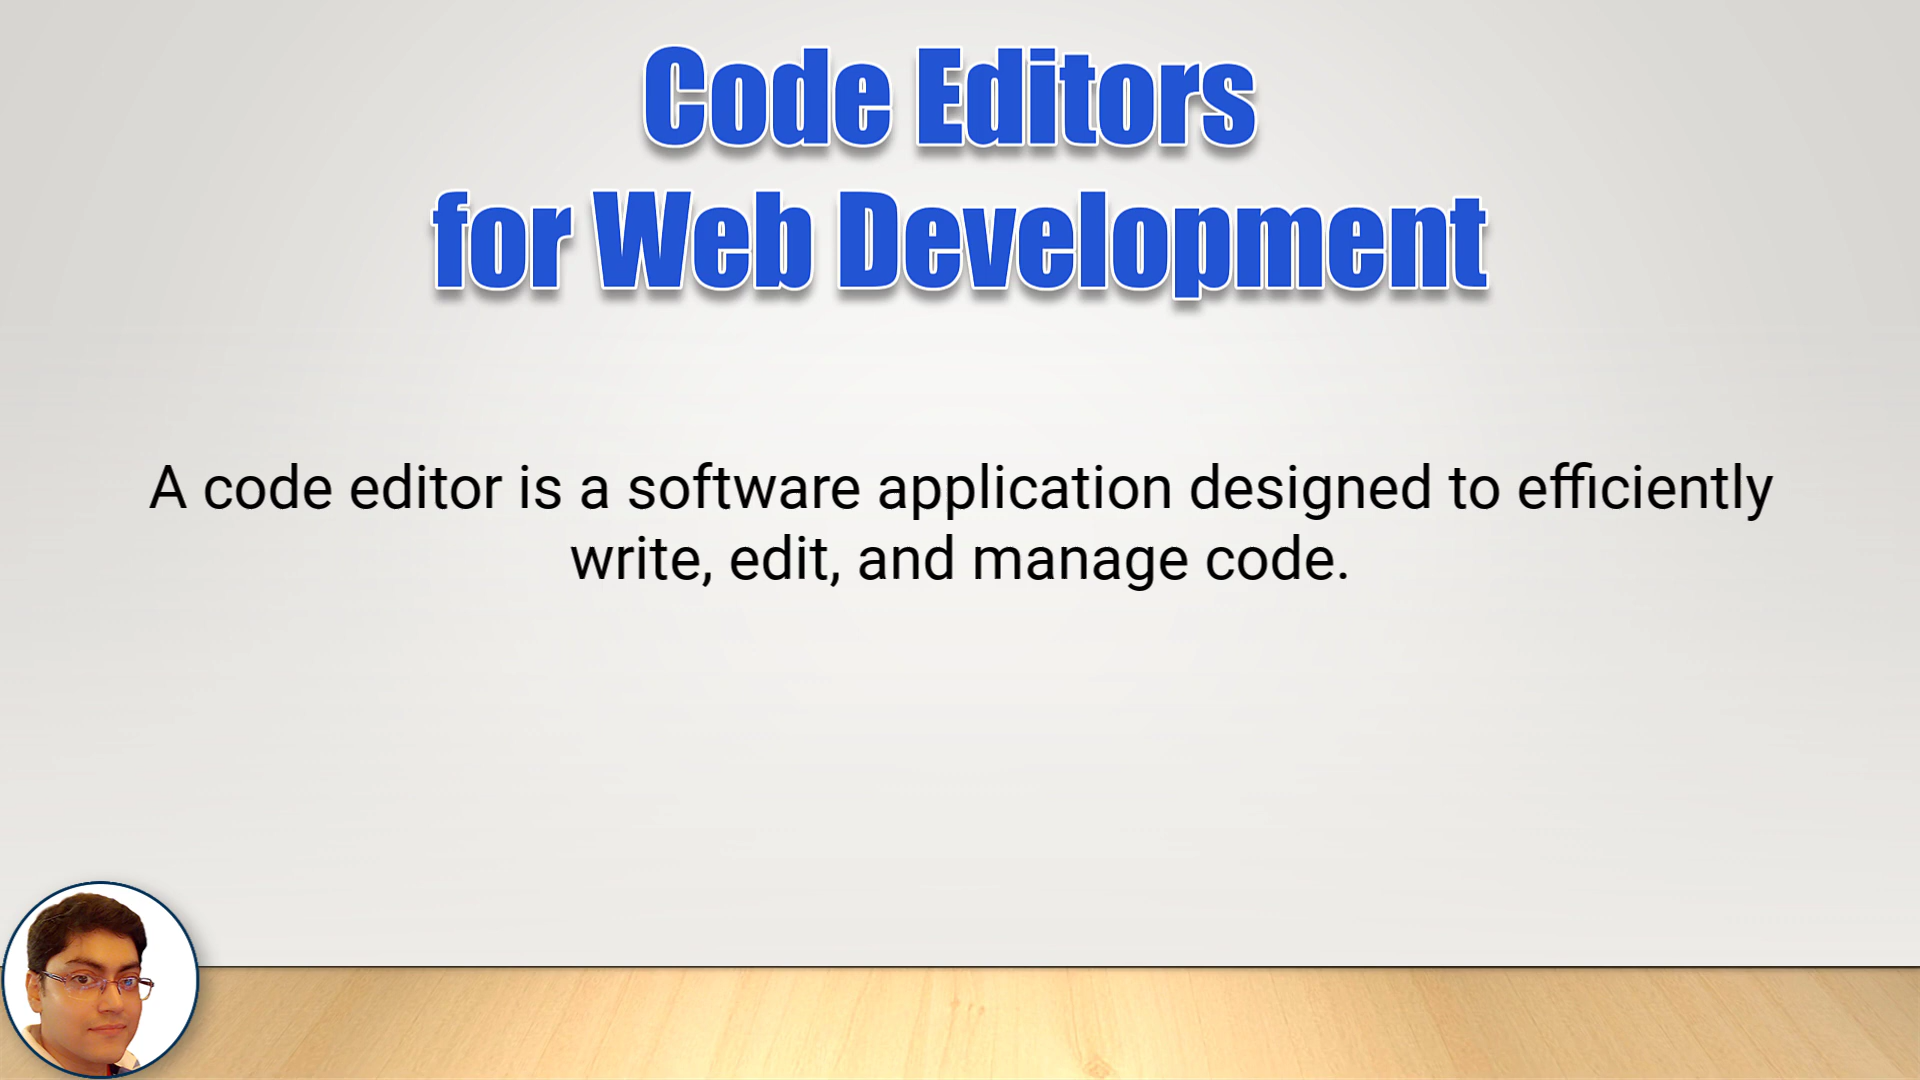 Code Editors
for Web Development
A code editor is a software application designed to efficiently
write, edit, and manage code.